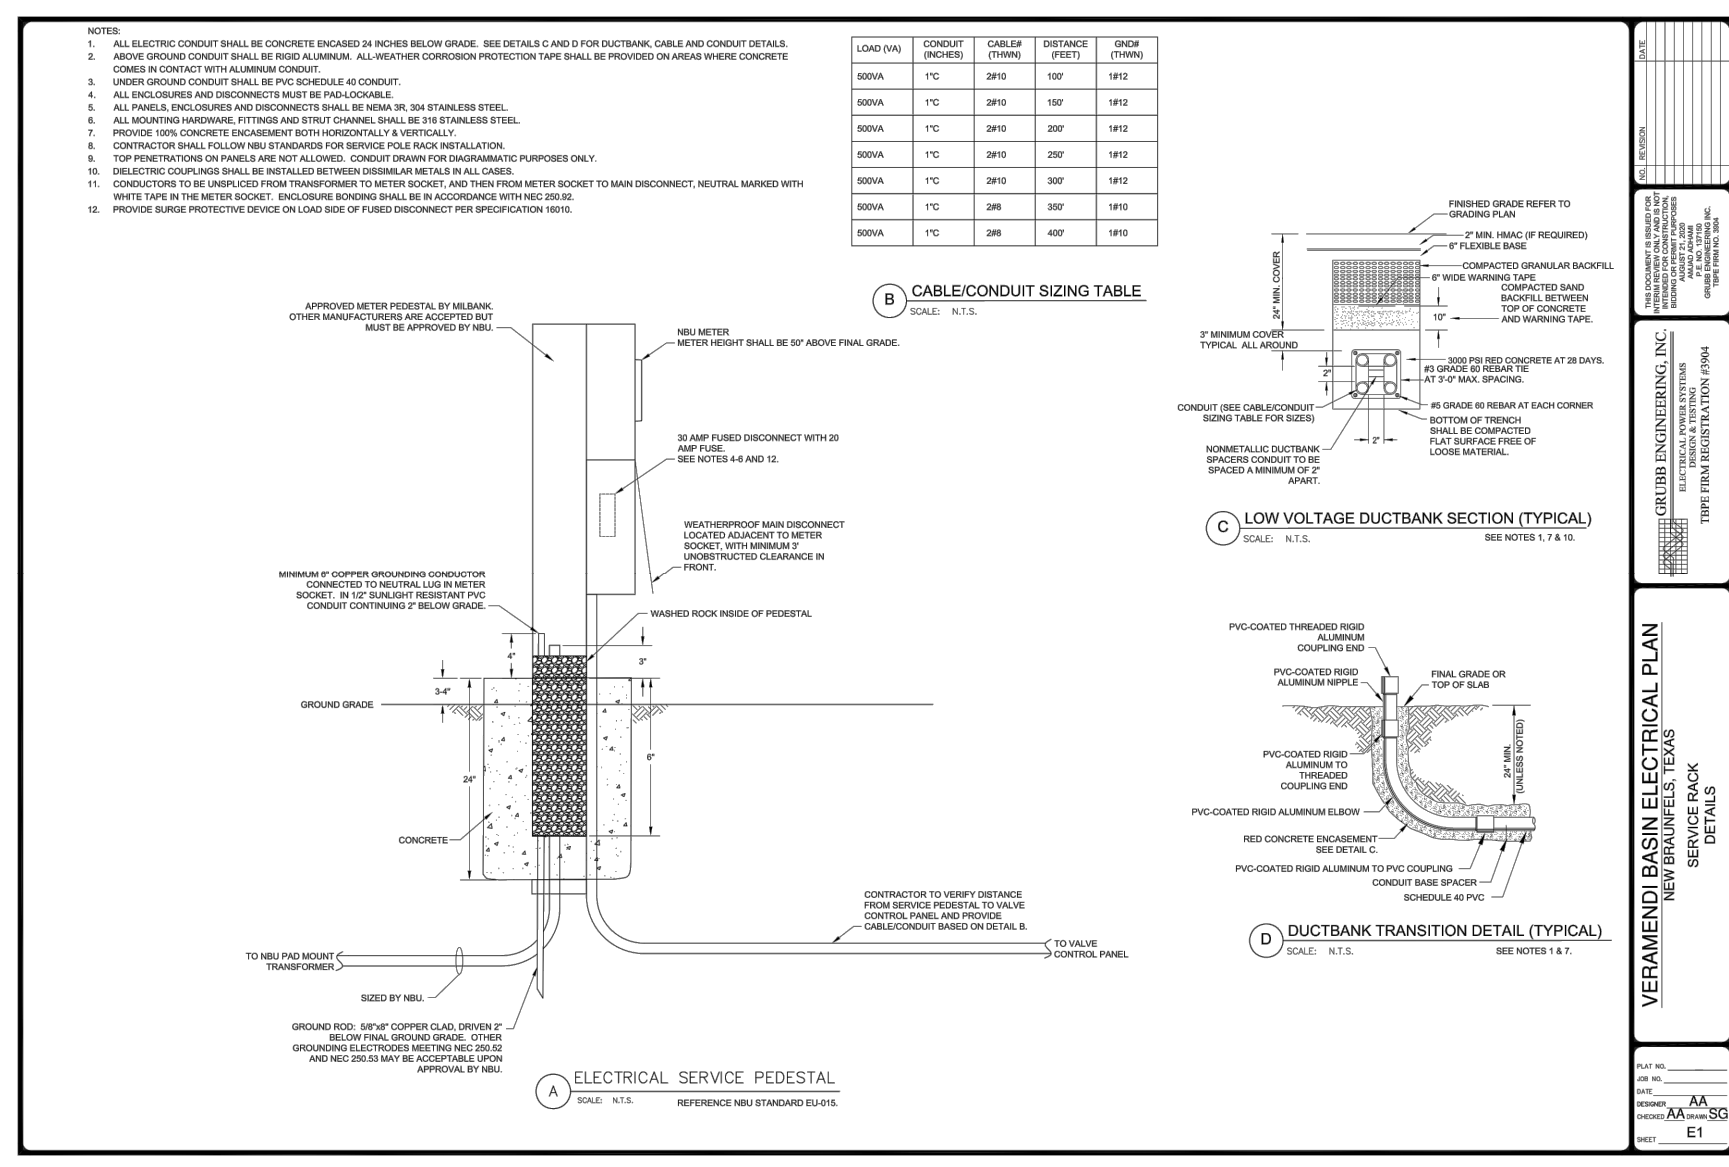 NOTES:
1. ALL ELECTRIC CONDUIT SHALL BE CONCRETE ENCASED 24 INCHES BELOW GRADE. SEE DETAILS C AND D FOR DUCTBANK, CABLE AND CONDUIT DETAILS.
2. ABOVE GROUND CONDUIT SHALL BE RIGID ALUMINUM. ALL-WEATHER CORROSION PROTECTION TAPE SHALL BE PROVIDED ON AREAS WHERE CONCRETE
COMES IN CONTACT WITH ALUMINUM CONDUIT.
3. UNDER GROUND CONDUIT SHALL BE PVC SCHEDULE 40 CONDUIT.
4. ALL ENCLOSURES AND DISCONNECTS MUST BE PAD-LOCKABLE.
5. ALL PANELS, ENCLOSURES AND DISCONNECTS SHALL BE NEMA 3R, 304 STAINLESS STEEL.
6. ALL MOUNTING HARDWARE, FITTINGS AND STRUT CHANNEL SHALL BE 316 STAINLESS STEEL.
7. PROVIDE 100% CONCRETE ENCASEMENT BOTH HORIZONTALLY & VERTICALLY.
8. CONTRACTOR SHALL FOLLOW NBU STANDARDS FOR SERVICE POLE RACK INSTALLATION.
9. TOP PENETRATIONS ON PANELS ARE NOT ALLOWED. CONDUIT DRAWN FOR DIAGRAMMATIC PURPOSES ONLY.
10. DIELECTRIC COUPLINGS SHALL BE INSTALLED BETWEEN DISSIMILAR METALS IN ALL CASES.
11. CONDUCTORS TO BE UNSPLICED FROM TRANSFORMER TO METER SOCKET, AND THEN FROM METER SOCKET TO MAIN DISCONNECT, NEUTRAL MARKED WITH
WHITE TAPE IN THE METER SOCKET. ENCLOSURE BONDING SHALL BE IN ACCORDANCE WITH NEC 250.92.
12. PROVIDE SURGE PROTECTIVE DEVICE ON LOAD SIDE OF FUSED DISCONNECT PER SPECIFICATION 16010.
LOAD (VA) CONDUIT (INCHES) CABLE# (THWN) DISTANCE (FEET) GND# (THWN)
500VA 1"C 2#10 100' 1#12
500VA 1"C 2#10 150' 1#12
500VA 1"C 2#10 200' 1#12
500VA 1"C 2#10 250' 1#12
500VA 1"C 2#10 300' 1#12
500VA 1"C 2#8 350' 1#10
500VA 1"C 2#8 400' 1#10
B CABLE/CONDUIT SIZING TABLE
SCALE: N.T.S.
APPROVED METER PEDESTAL BY MILBANK.
OTHER MANUFACTURERS ARE ACCEPTED BUT
MUST BE APPROVED BY NBU.
NBU METER
METER HEIGHT SHALL BE 50" ABOVE FINAL GRADE.
30 AMP FUSED DISCONNECT WITH 20
AMP FUSE.
SEE NOTES 4-6 AND 12.
WEATHERPROOF MAIN DISCONNECT
LOCATED ADJACENT TO METER
SOCKET, WITH MINIMUM 3'
UNOBSTRUCTED CLEARANCE IN
FRONT.
MINIMUM 6" COPPER GROUNDING CONDUCTOR
CONNECTED TO NEUTRAL LUG IN METER
SOCKET. IN 1/2" SUNLIGHT RESISTANT PVC
CONDUIT CONTINUING 2" BELOW GRADE.
WASHED ROCK INSIDE OF PEDESTAL
4"
3"
3-4"
GROUND GRADE
24"
6"
CONCRETE
CONTRACTOR TO VERIFY DISTANCE
FROM SERVICE PEDESTAL TO VALVE
CONTROL PANEL AND PROVIDE
CABLE/CONDUIT BASED ON DETAIL B.
TO VALVE
CONTROL PANEL
TO NBU PAD MOUNT
TRANSFORMER
SIZED BY NBU.
GROUND ROD: 5/8"x8" COPPER CLAD, DRIVEN 2"
BELOW FINAL GROUND GRADE. OTHER
GROUNDING ELECTRODES MEETING NEC 250.52
AND NEC 250.53 MAY BE ACCEPTABLE UPON
APPROVAL BY NBU.
A ELECTRICAL SERVICE PEDESTAL
SCALE: N.T.S. REFERENCE NBU STANDARD EU-015.
FINISHED GRADE REFER TO
GRADING PLAN
2" MIN. HMAC (IF REQUIRED)
6" FLEXIBLE BASE
COMPACTED GRANULAR BACKFILL
6" WIDE WARNING TAPE
COMPACTED SAND
BACKFILL BETWEEN
TOP OF CONCRETE
AND WARNING TAPE.
24" MIN. COVER
10"
3" MINIMUM COVER
TYPICAL ALL AROUND
3000 PSI RED CONCRETE AT 28 DAYS.
#3 GRADE 60 REBAR TIE
AT 3'-0" MAX. SPACING.
2"
#5 GRADE 60 REBAR AT EACH CORNER
CONDUIT (SEE CABLE/CONDUIT
SIZING TABLE FOR SIZES)
BOTTOM OF TRENCH
SHALL BE COMPACTED
FLAT SURFACE FREE OF
LOOSE MATERIAL.
2"
NONMETALLIC DUCTBANK
SPACERS CONDUIT TO BE
SPACED A MINIMUM OF 2"
APART.
C LOW VOLTAGE DUCTBANK SECTION (TYPICAL)
SCALE: N.T.S. SEE NOTES 1, 7 & 10.
PVC-COATED THREADED RIGID
ALUMINUM
COUPLING END
PVC-COATED RIGID
ALUMINUM NIPPLE
FINAL GRADE OR
TOP OF SLAB
24" MIN.
(UNLESS NOTED)
PVC-COATED RIGID
ALUMINUM TO
THREADED
COUPLING END
PVC-COATED RIGID ALUMINUM ELBOW
RED CONCRETE ENCASEMENT
SEE DETAIL C.
PVC-COATED RIGID ALUMINUM TO PVC COUPLING
CONDUIT BASE SPACER
SCHEDULE 40 PVC
D DUCTBANK TRANSITION DETAIL (TYPICAL)
SCALE: N.T.S. SEE NOTES 1 & 7.
NO. REVISION DATE
THIS DOCUMENT IS ISSUED FOR
INTERIM REVIEW ONLY AND IS NOT
INTENDED FOR CONSTRUCTION,
BIDDING OR PERMIT PURPOSES
AUGUST 21, 2020
AMJAD ADHAMI
P.E. NO. 137150
GRUBB ENGINEERING INC.
TBPE FIRM NO. 3904
GRUBB ENGINEERING, INC.
ELECTRICAL POWER SYSTEMS
DESIGN & TESTING
TBPE FIRM REGISTRATION #3904
VERAMENDI BASIN ELECTRICAL PLAN
NEW BRAUNFELS, TEXAS
SERVICE RACK
DETAILS
PLAT NO.
JOB NO.
DATE
DESIGNER AA
CHECKED AA DRAWN SG
SHEET E1